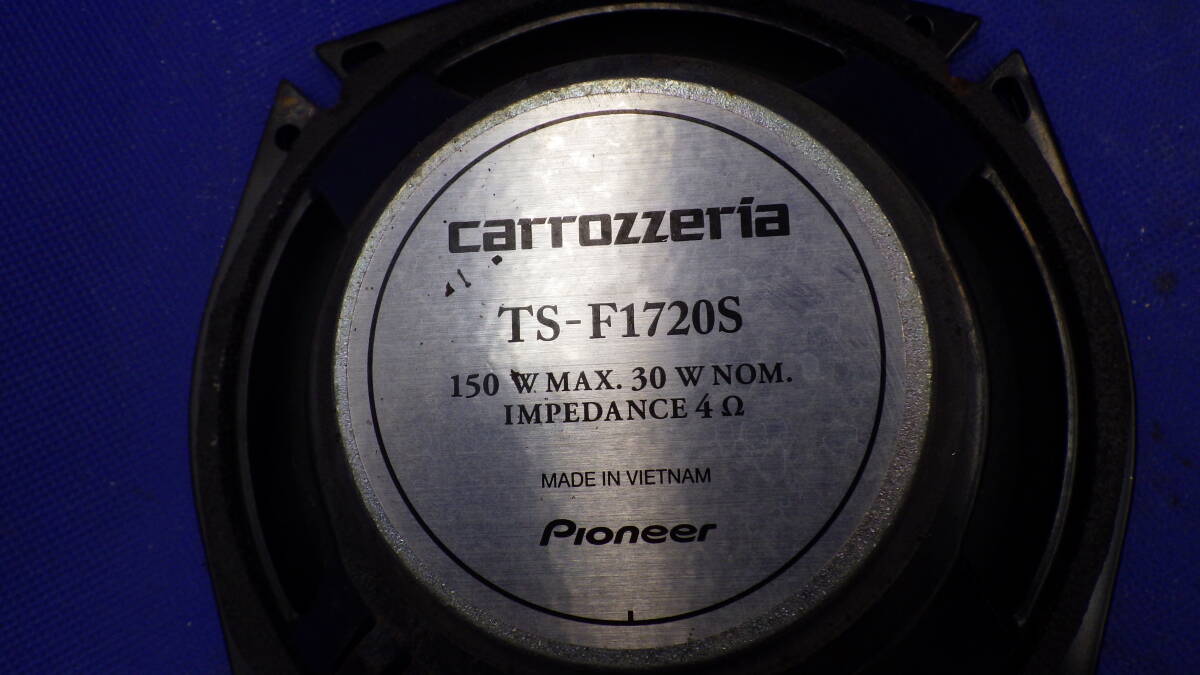 carrozzeria
TS-F1720S
150 W MAX. 30 W NOM.
IMPEDANCE 4 Ω
MADE IN VIETNAM
Pioneer